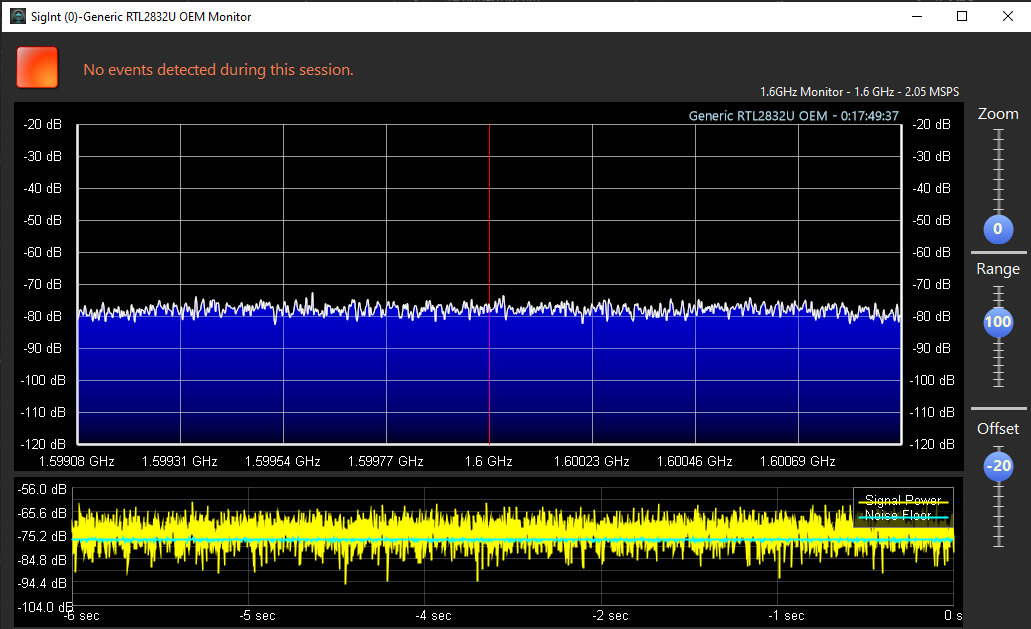 SigInt (0)-Generic RTL2832U OEM Monitor
No events detected during this session.
1.6GHz Monitor - 1.6 GHz - 2.05 MSPS
Generic RTL2832U OEM - 0:17:49:37
-20 dB -20 dB
-30 dB -30 dB
-40 dB -40 dB
-50 dB -50 dB
-60 dB -60 dB
-70 dB -70 dB
-80 dB -80 dB
-90 dB -90 dB
-100 dB -100 dB
-110 dB -110 dB
-120 dB -120 dB
1.59908 GHz 1.59931 GHz 1.59954 GHz 1.59977 GHz 1.6 GHz 1.60023 GHz 1.60046 GHz 1.60069 GHz
Zoom
0
Range
100
Offset
-20
-56.0 dB
-65.6 dB
-75.2 dB
-84.8 dB
-94.4 dB
-104.0 dB
Signal Power
Noise Floor
-6 sec -5 sec -4 sec -2 sec -1 sec 0 s